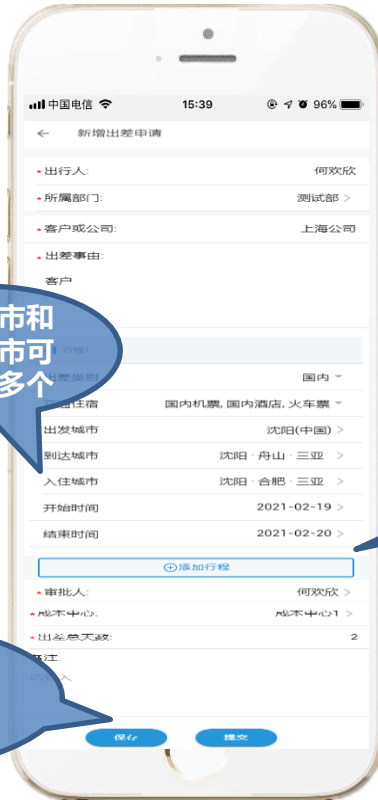 中国电信 15:39 96%
← 新增出差申请
*出行人: 何欢欣
*所属部门: 测试部 >
*客户或公司: 上海公司
*出差事由:
客户
市和
市可
多个
行程1
出差类别 国内
住宿 国内机票, 国内酒店, 火车票
出发城市 沈阳(中国) >
到达城市 沈阳 · 舟山 · 三亚 >
入住城市 沈阳 · 合肥 · 三亚 >
开始时间 2021-02-19 >
结束时间 2021-02-20 >
添加行程
*审批人: 何欢欣 >
*成本中心: 成本中心1 >
*出差总天数: 2
备注:
保存 提交